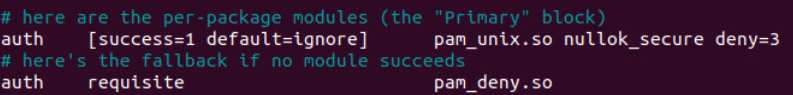 # here are the per-package modules (the "Primary" block)
auth    [success=1 default=ignore]      pam_unix.so nullok_secure deny=3
# here's the fallback if no module succeeds
auth    requisite                       pam_deny.so